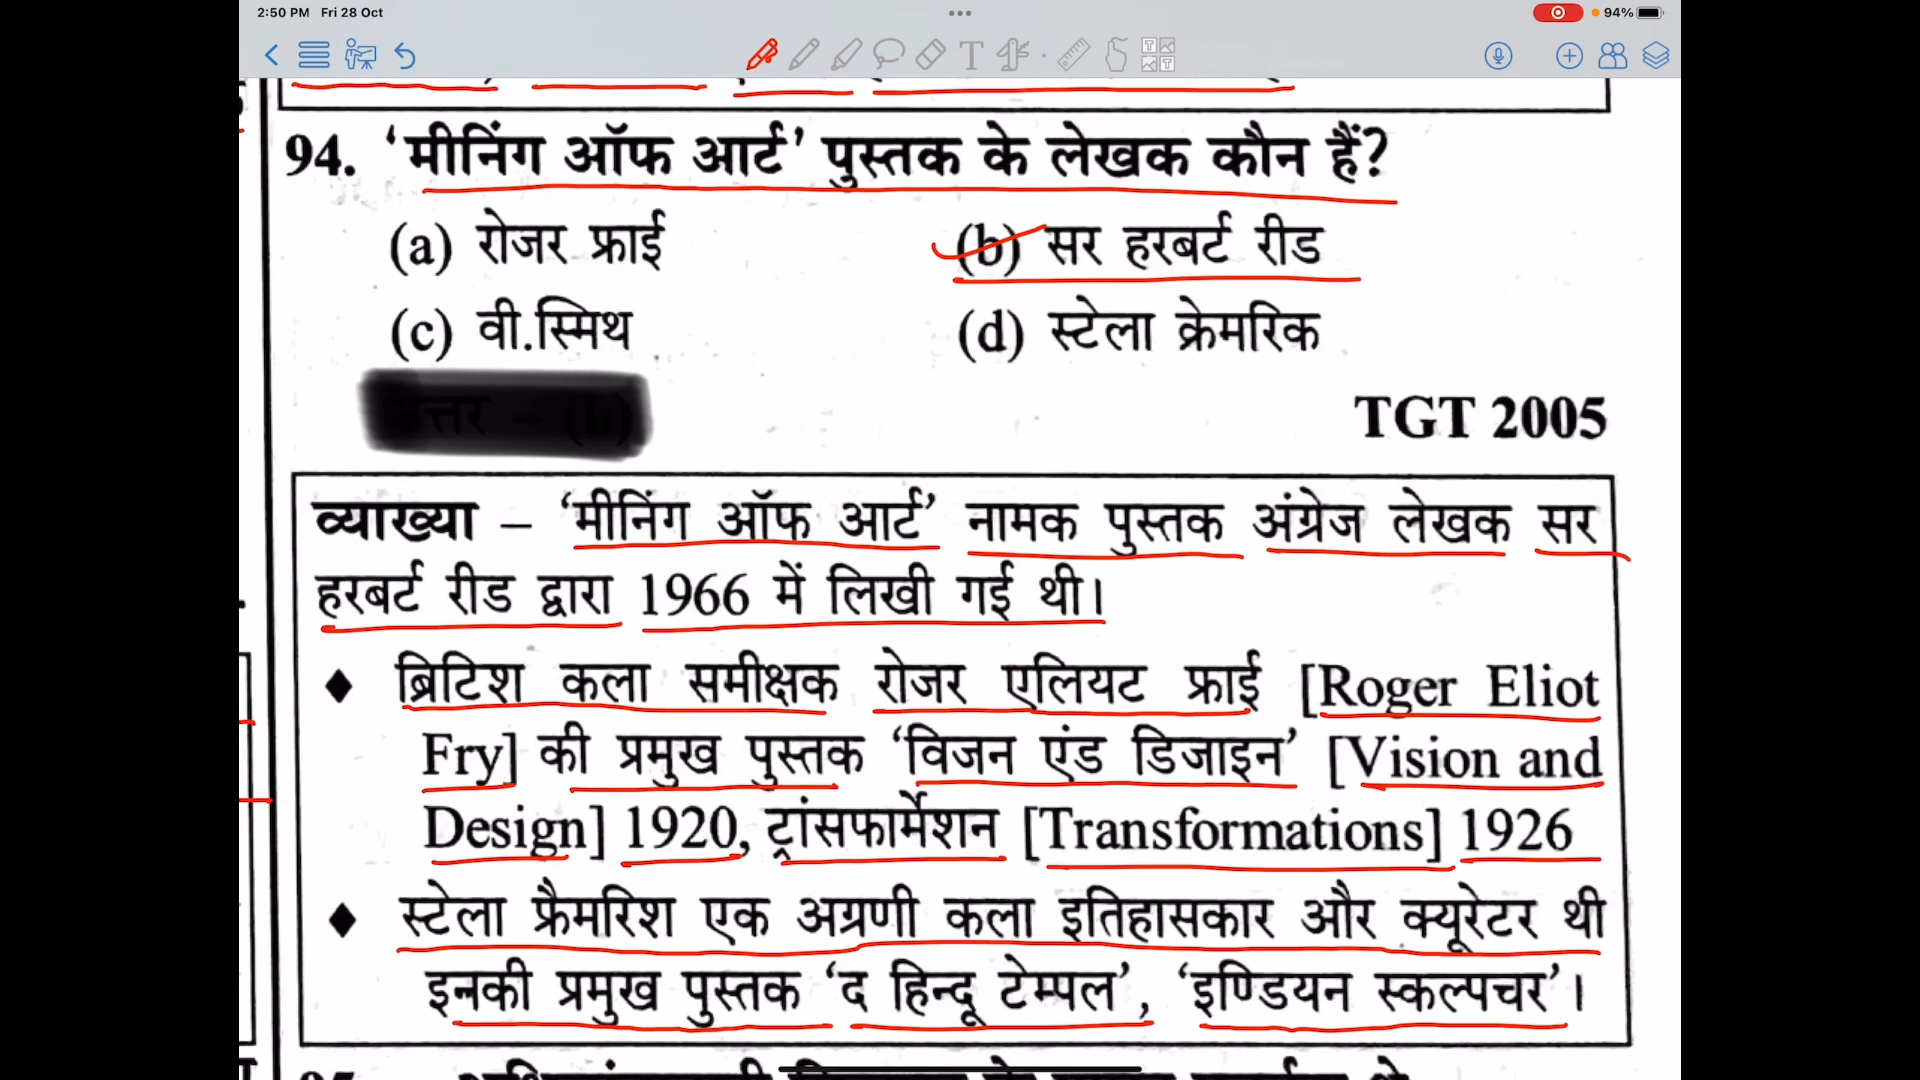 2:50 PM Fri 28 Oct
94%
94. ‘मीनिंग ऑफ आर्ट’ पुस्तक के लेखक कौन हैं?
(a) रोजर फ्राई (b) सर हरबर्ट रीड
(c) वी.स्मिथ (d) स्टेला क्रेमरिक
उत्तर – (b) TGT 2005
व्याख्या – ‘मीनिंग ऑफ आर्ट’ नामक पुस्तक अंग्रेज लेखक सर
हरबर्ट रीड द्वारा 1966 में लिखी गई थी।
♦ ब्रिटिश कला समीक्षक रोजर एलियट फ्राई [Roger Eliot
Fry] की प्रमुख पुस्तक ‘विजन एंड डिजाइन’ [Vision and
Design] 1920, ट्रांसफार्मेशन [Transformations] 1926
♦ स्टेला फ्रैमरिश एक अग्रणी कला इतिहासकार और क्यूरेटर थी
इनकी प्रमुख पुस्तक ‘द हिन्दू टेम्पल’, ‘इण्डियन स्कल्पचर’।